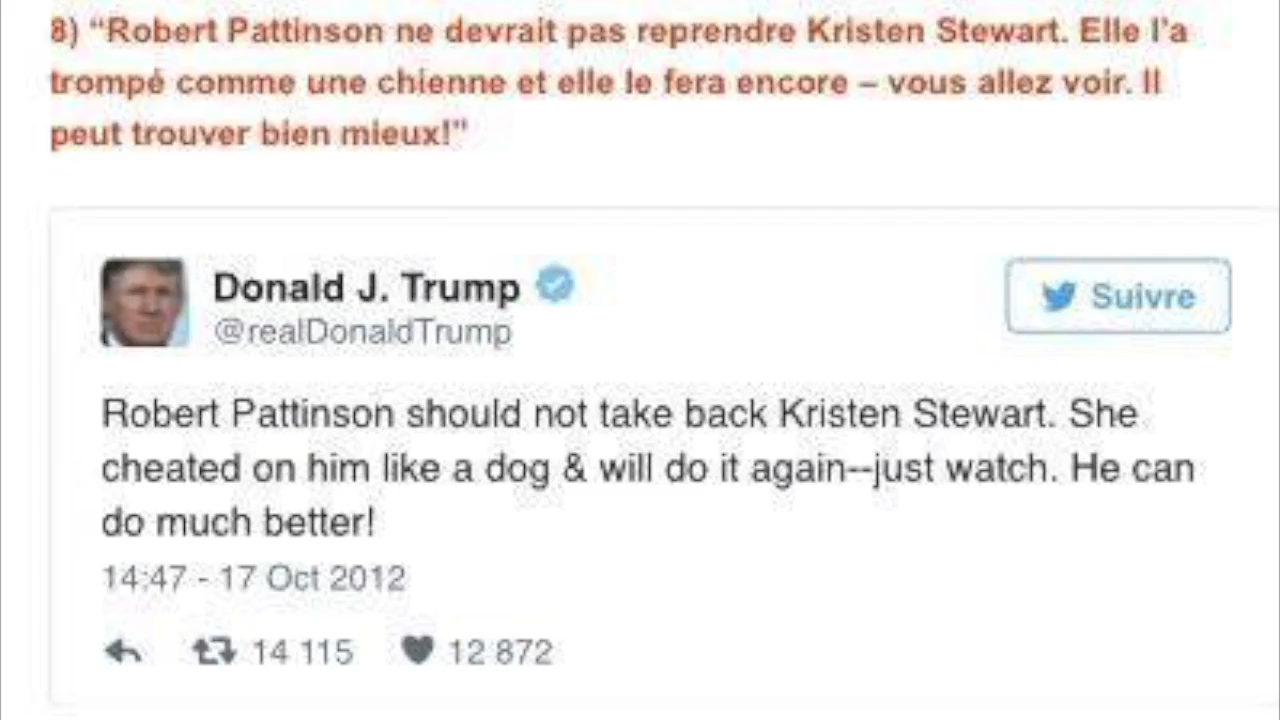 8) “Robert Pattinson ne devrait pas reprendre Kristen Stewart. Elle l'a
trompé comme une chienne et elle le fera encore – vous allez voir. Il
peut trouver bien mieux!”
Donald J. Trump
@realDonaldTrump
Suivre
Robert Pattinson should not take back Kristen Stewart. She
cheated on him like a dog & will do it again--just watch. He can
do much better!
14:47 - 17 Oct 2012
14 115 12 872